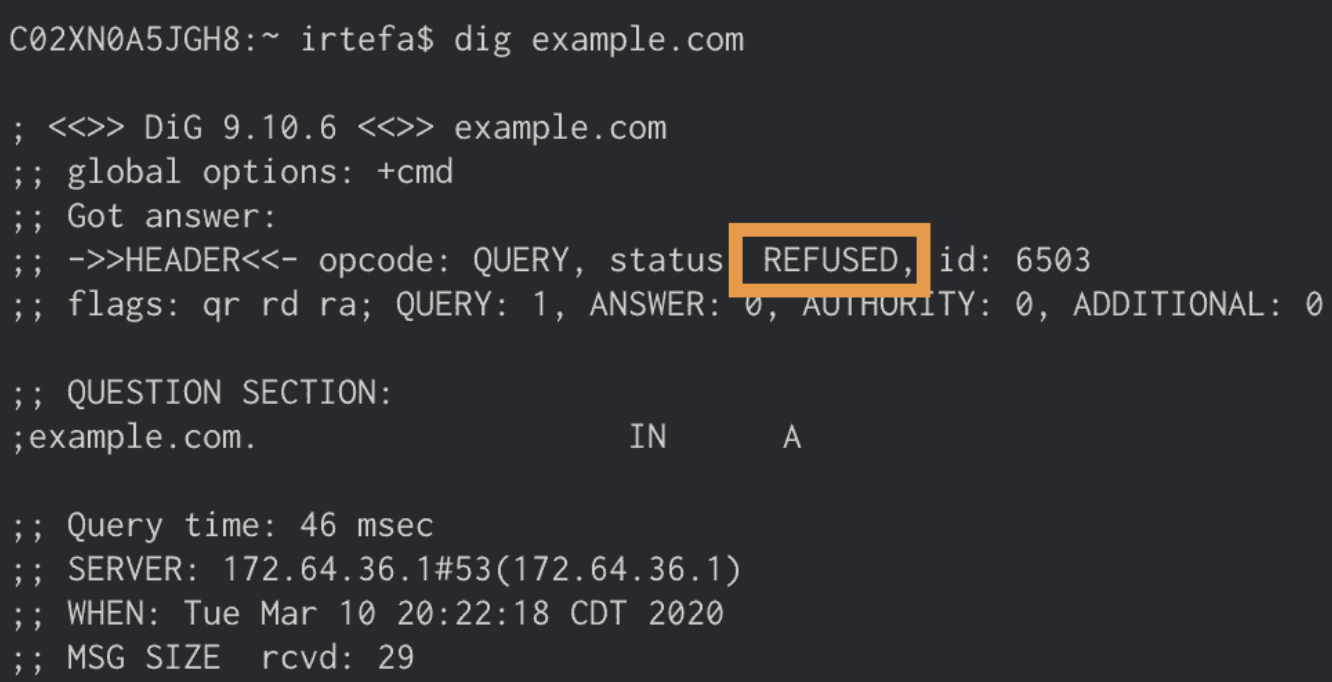 C02XN0A5JGH8:~ irtefa$ dig example.com
; <<>> DiG 9.10.6 <<>> example.com
;; global options: +cmd
;; Got answer:
;; ->>HEADER<<- opcode: QUERY, status REFUSED, id: 6503
;; flags: qr rd ra; QUERY: 1, ANSWER: 0, AUTHORITY: 0, ADDITIONAL: 0
;; QUESTION SECTION:
;example.com. IN A
;; Query time: 46 msec
;; SERVER: 172.64.36.1#53(172.64.36.1)
;; WHEN: Tue Mar 10 20:22:18 CDT 2020
;; MSG SIZE rcvd: 29